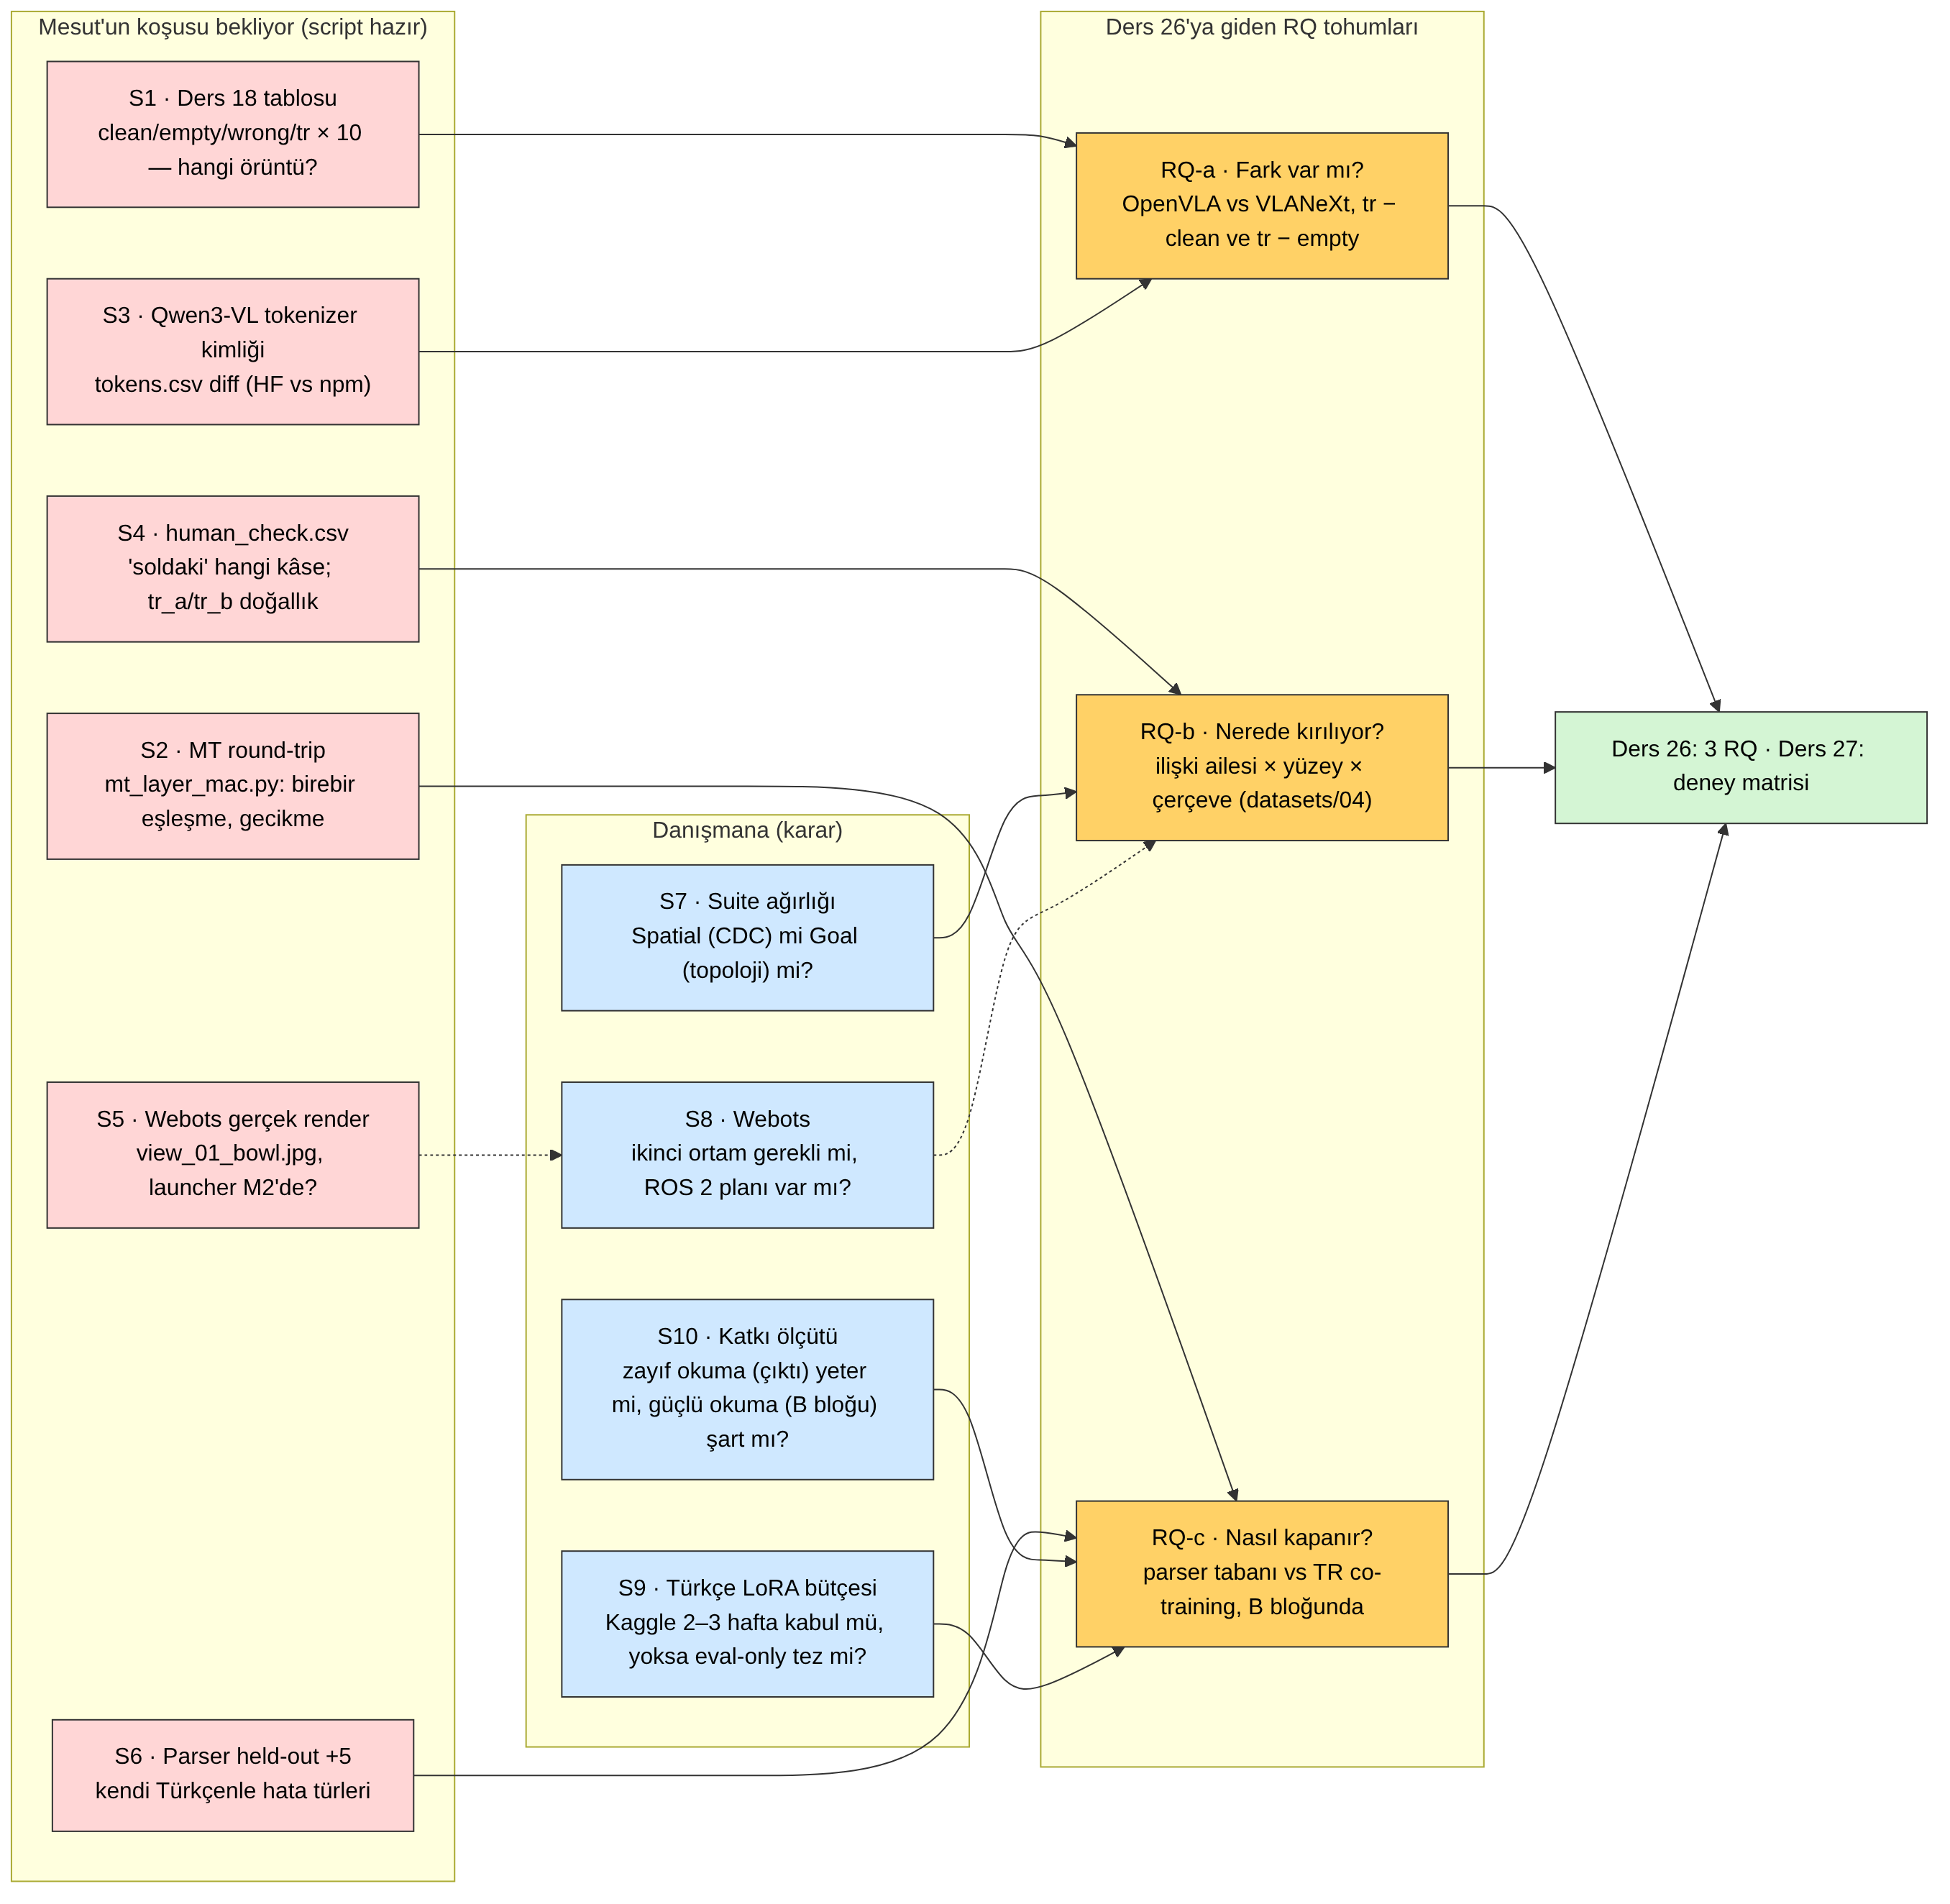 Mesut'un koşusu bekliyor (script hazır)
S1 · Ders 18 tablosu
clean/empty/wrong/tr × 10
— hangi örüntü?
S3 · Qwen3-VL tokenizer
kimliği
tokens.csv diff (HF vs npm)
S4 · human_check.csv
'soldaki' hangi kâse;
tr_a/tr_b doğallık
S2 · MT round-trip
mt_layer_mac.py: birebir
eşleşme, gecikme
S5 · Webots gerçek render
view_01_bowl.jpg,
launcher M2'de?
S6 · Parser held-out +5
kendi Türkçenle hata türleri
Danışmana (karar)
S7 · Suite ağırlığı
Spatial (CDC) mi Goal
(topoloji) mi?
S8 · Webots
ikinci ortam gerekli mi,
ROS 2 planı var mı?
S10 · Katkı ölçütü
zayıf okuma (çıktı) yeter
mi, güçlü okuma (B bloğu)
şart mı?
S9 · Türkçe LoRA bütçesi
Kaggle 2–3 hafta kabul mü,
yoksa eval-only tez mi?
Ders 26'ya giden RQ tohumları
RQ-a · Fark var mı?
OpenVLA vs VLANeXt, tr −
clean ve tr − empty
RQ-b · Nerede kırılıyor?
ilişki ailesi × yüzey ×
çerçeve (datasets/04)
RQ-c · Nasıl kapanır?
parser tabanı vs TR co-
training, B bloğunda
Ders 26: 3 RQ · Ders 27:
deney matrisi